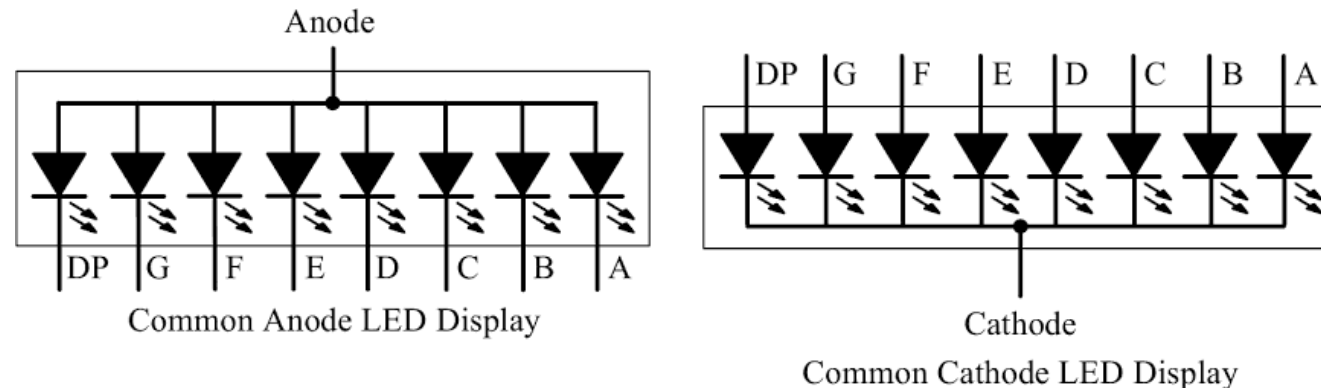 Anode
DP G F E D C B A
Common Anode LED Display
DP G F E D C B A
Cathode
Common Cathode LED Display